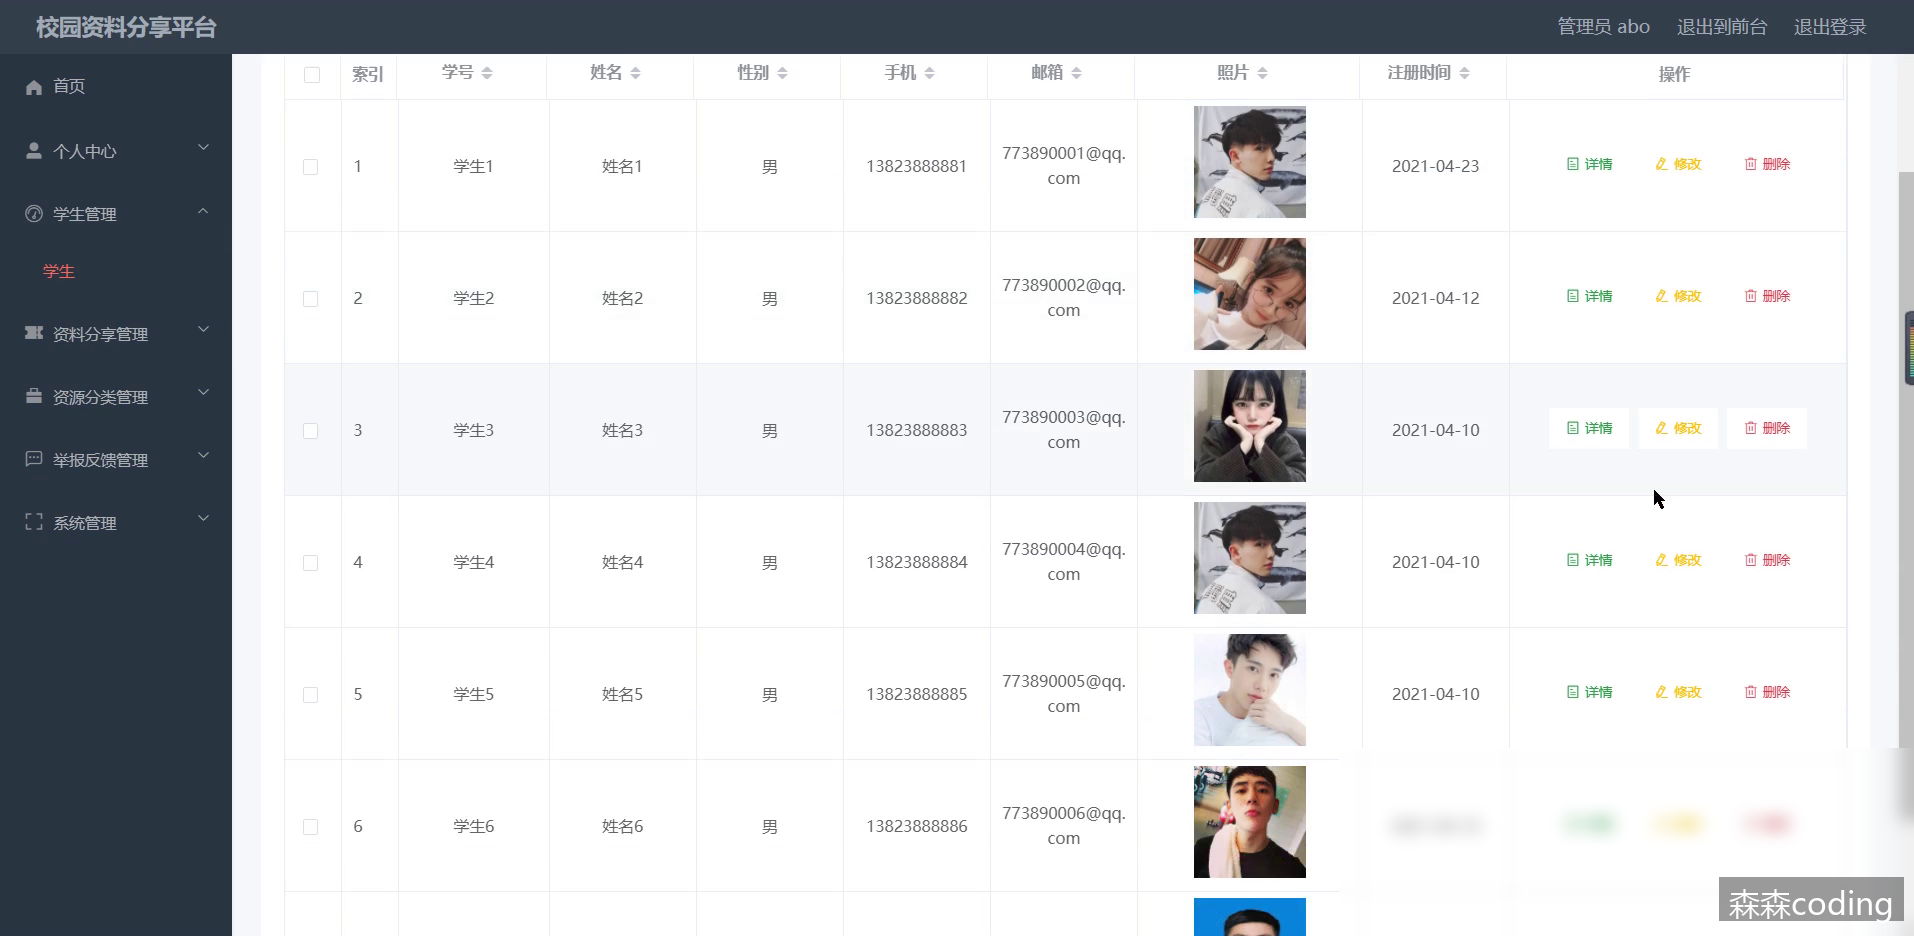 校园资料分享平台
管理员 abo 退出到前台 退出登录
首页
个人中心
学生管理
学生
资料分享管理
资源分类管理
举报反馈管理
系统管理
索引 学号 姓名 性别 手机 邮箱 照片 注册时间 操作
1 学生1 姓名1 男 13823888881 773890001@qq.
com
2021-04-23 详情 修改 删除
2 学生2 姓名2 男 13823888882 773890002@qq.
com
2021-04-12 详情 修改 删除
3 学生3 姓名3 男 13823888883 773890003@qq.
com
2021-04-10 详情 修改 删除
4 学生4 姓名4 男 13823888884 773890004@qq.
com
2021-04-10 详情 修改 删除
5 学生5 姓名5 男 13823888885 773890005@qq.
com
2021-04-10 详情 修改 删除
6 学生6 姓名6 男 13823888886 773890006@qq.
com
森森coding